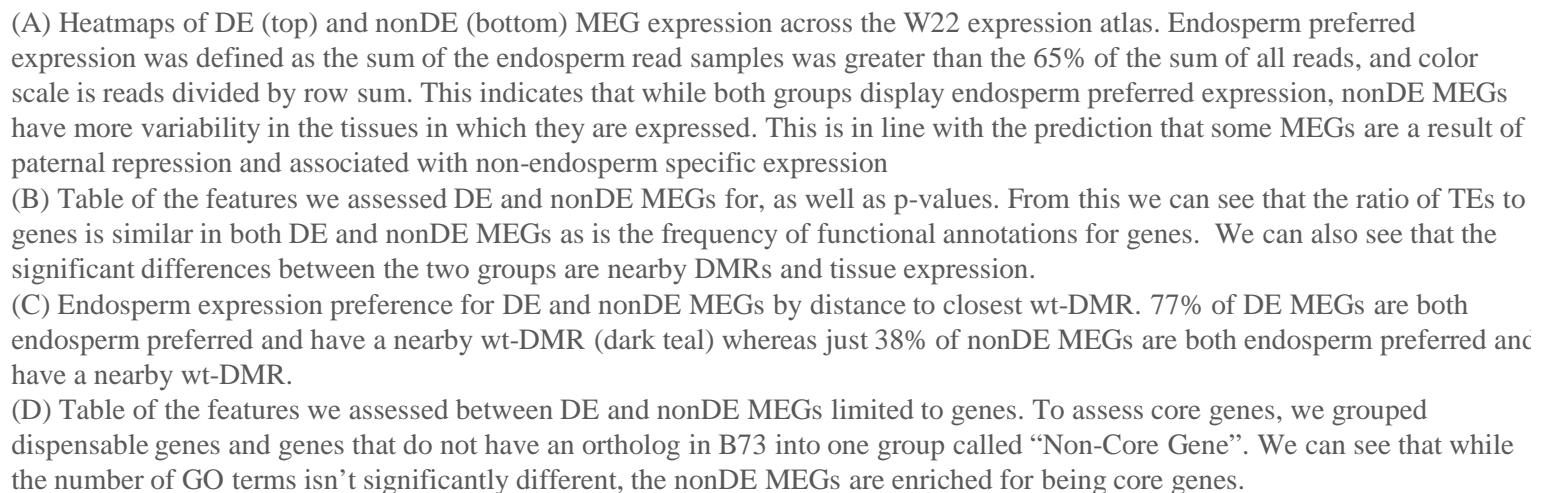 (A) Heatmaps of DE (top) and nonDE (bottom) MEG expression across the W22 expression atlas. Endosperm preferred
expression was defined as the sum of the endosperm read samples was greater than the 65% of the sum of all reads, and color
scale is reads divided by row sum. This indicates that while both groups display endosperm preferred expression, nonDE MEGs
have more variability in the tissues in which they are expressed. This is in line with the prediction that some MEGs are a result of
paternal repression and associated with non-endosperm specific expression
(B) Table of the features we assessed DE and nonDE MEGs for, as well as p-values. From this we can see that the ratio of TEs to
genes is similar in both DE and nonDE MEGs as is the frequency of functional annotations for genes. We can also see that the
significant differences between the two groups are nearby DMRs and tissue expression.
(C) Endosperm expression preference for DE and nonDE MEGs by distance to closest wt-DMR. 77% of DE MEGs are both
endosperm preferred and have a nearby wt-DMR (dark teal) whereas just 38% of nonDE MEGs are both endosperm preferred and
have a nearby wt-DMR.
(D) Table of the features we assessed between DE and nonDE MEGs limited to genes. To assess core genes, we grouped
dispensable genes and genes that do not have an ortholog in B73 into one group called “Non-Core Gene”. We can see that while
the number of GO terms isn’t significantly different, the nonDE MEGs are enriched for being core genes.